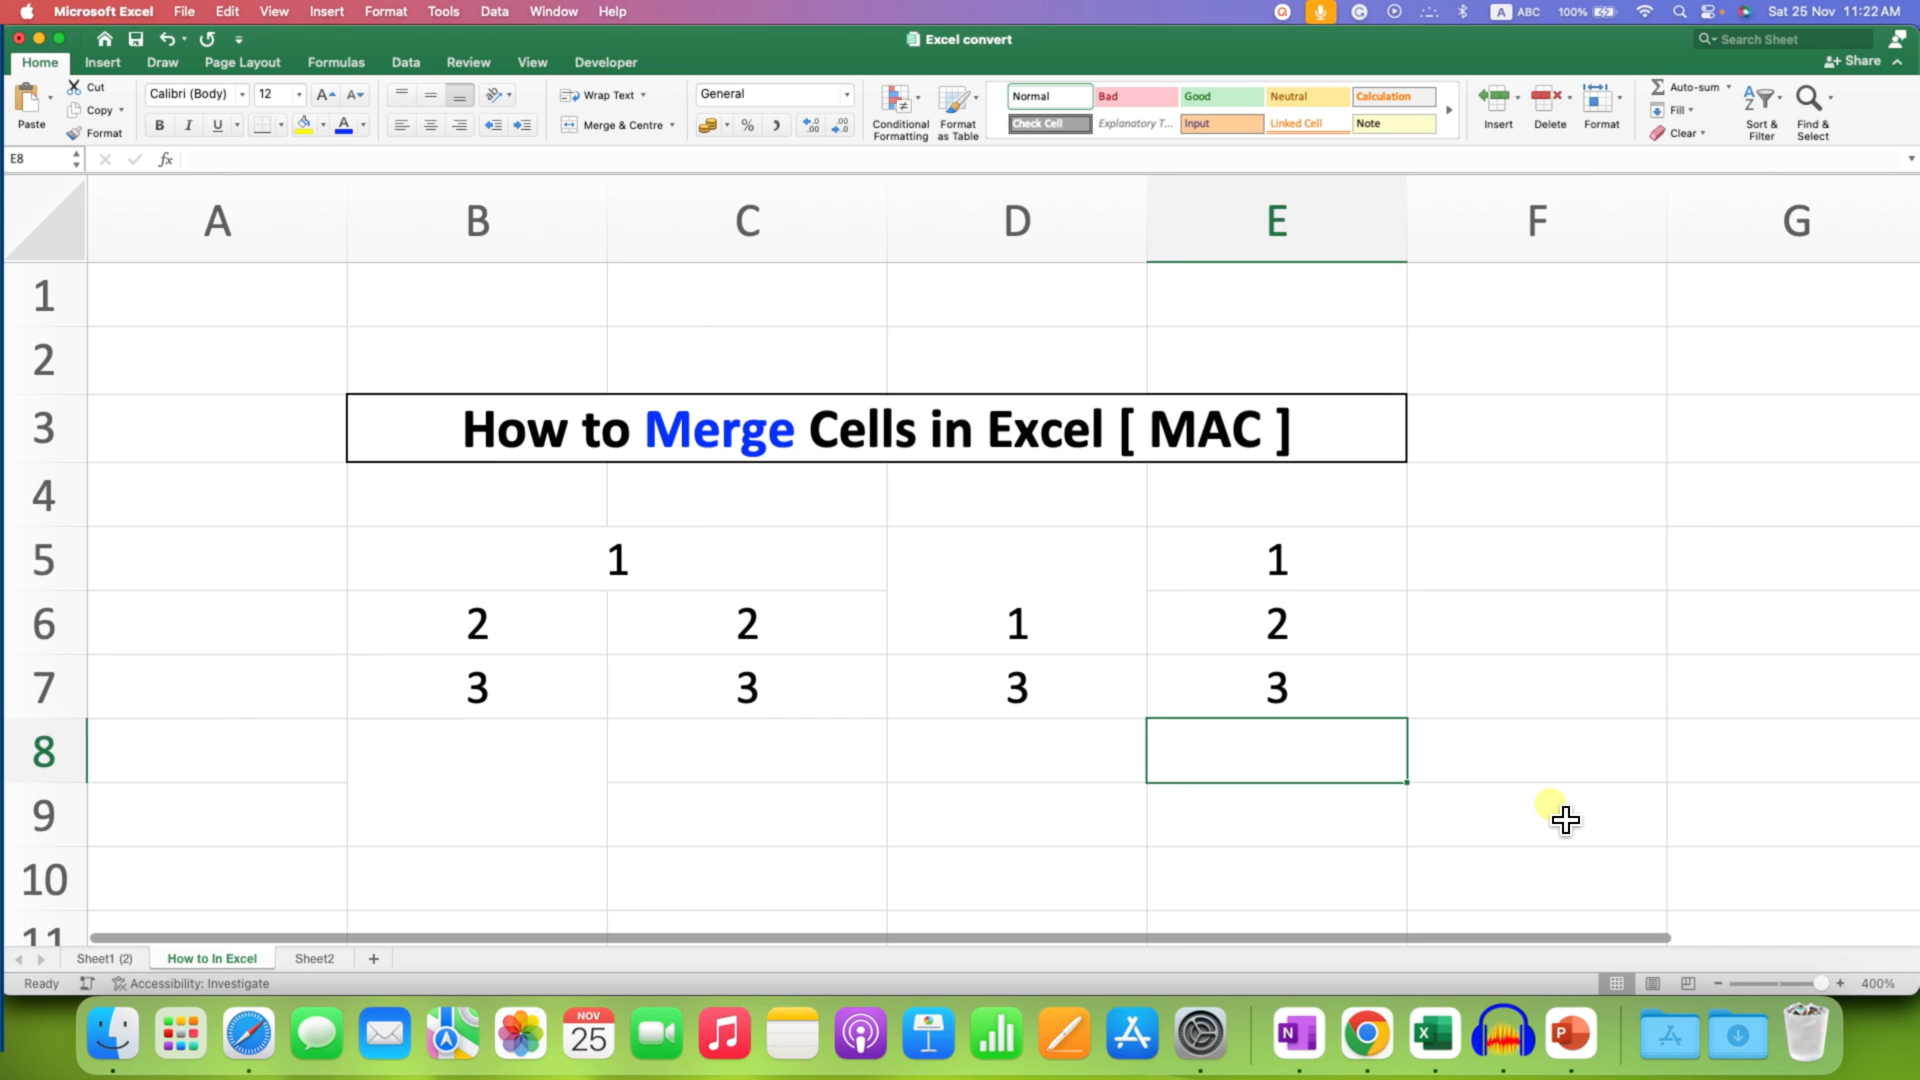 Microsoft Excel File Edit View Insert Format Tools Data Window Help A ABC 100% Sat 25 Nov 11:22 AM
Excel convert Search Sheet
Home Insert Draw Page Layout Formulas Data Review View Developer Share
Cut Calibri (Body) 12 A A Wrap Text General Normal Bad Good Neutral Calculation Auto-sum
Copy Fill
Paste Format B I U A Merge & Centre % Conditional Formatting Format as Table Check Cell Explanatory T... Input Linked Cell Note Insert Delete Format Clear Sort & Filter Find & Select
E8 fx
A B C D E F G
1
2
3 How to Merge Cells in Excel [ MAC ]
4
5 1 1
6 2 2 1 2
7 3 3 3 3
8
9
10
11
Sheet1 (2) How to In Excel Sheet2 +
Ready Accessibility: Investigate 400%
NOV
25
N X P